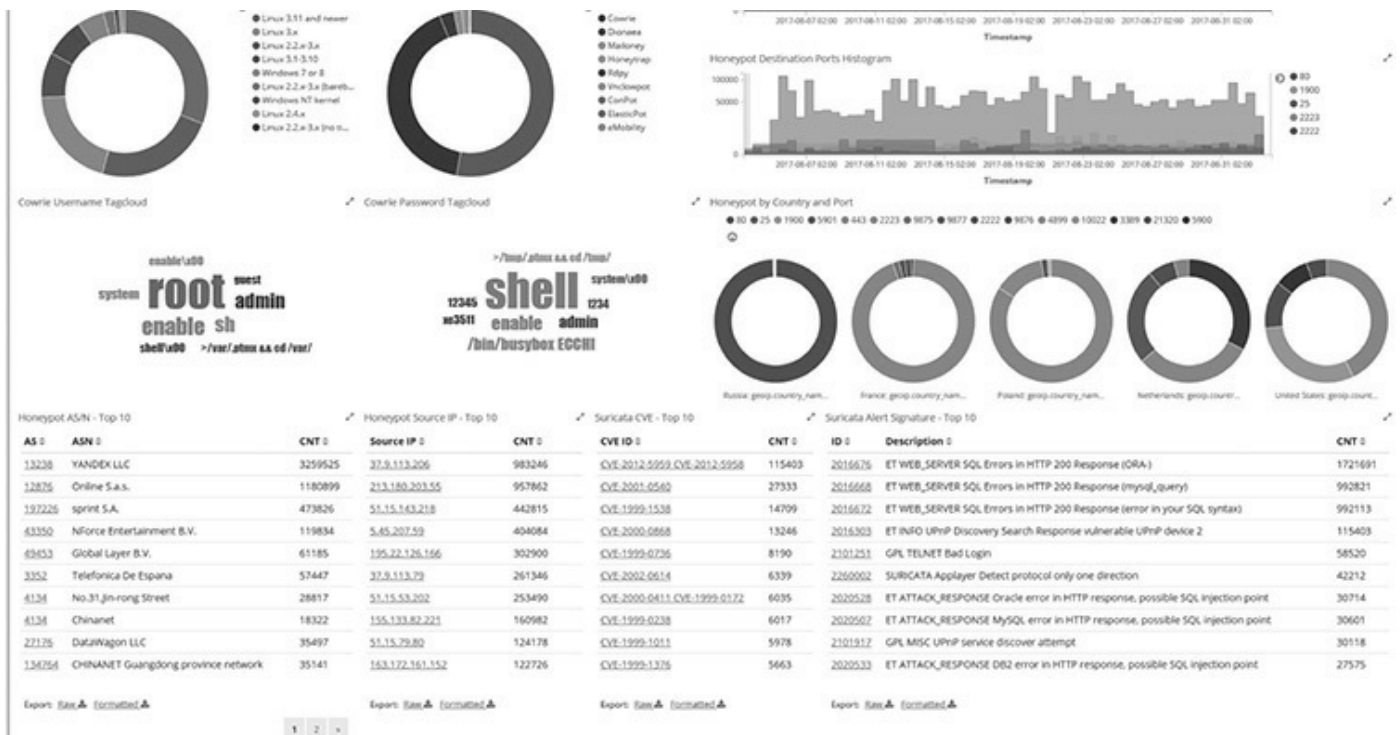 Linux 3.11 and newer
Linux 3.x
Linux 2.2.x-3.x
Linux 3.1-3.10
Windows 7 or 8
Linux 2.2.x-3.x (bareb...
Windows NT kernel
Linux 2.4.x
Linux 2.2.x-3.x (no ti...
Cowrie
Dionaea
Mailoney
Honeytrap
Rdpy
Vnclowpot
ConPot
ElasticPot
eMobility
0
2017-08-07 02:00 2017-08-11 02:00 2017-08-15 02:00 2017-08-19 02:00 2017-08-23 02:00 2017-08-27 02:00 2017-08-31 02:00
Timestamp
Honeypot Destination Ports Histogram
100000
50000
0
80
1900
25
2223
2222
2017-08-07 02:00 2017-08-11 02:00 2017-08-15 02:00 2017-08-19 02:00 2017-08-23 02:00 2017-08-27 02:00 2017-08-31 02:00
Timestamp
Cowrie Username Tagcloud
enable\x00
system root guest
admin
enable sh
shell\x00 >/var/.ptmx && cd /var/
Cowrie Password Tagcloud
>/tmp/.ptmx && cd /tmp/
system\x00
12345 shell 1234
xc3511 enable admin
/bin/busybox ECCHI
Honeypot by Country and Port
80 25 1900 5901 443 2223 9875 9877 2222 9876 4899 10022 3389 21320 5900
Russia: geoip.country_nam...
France: geoip.country_nam...
Poland: geoip.country_nam...
Netherlands: geoip.countr...
United States: geoip.count...
Honeypot AS/N - Top 10
AS ASN CNT
13238 YANDEX LLC 3259525
12876 Online S.a.s. 1180899
197226 sprint S.A. 473826
43350 NForce Entertainment B.V. 119834
49453 Global Layer B.V. 61185
3352 Telefonica De Espana 57447
4134 No.31,Jin-rong Street 28817
4134 Chinanet 18322
27176 DataWagon LLC 35497
134764 CHINANET Guangdong province network 35141
Export: Raw Formatted
1 2 »
Honeypot Source IP - Top 10
Source IP CNT
37.9.113.206 983246
213.180.203.55 957862
51.15.143.218 442815
5.45.207.59 404084
195.22.126.166 302900
37.9.113.79 261346
51.15.53.202 253490
155.133.82.221 160982
51.15.79.80 124178
163.172.161.152 122726
Export: Raw Formatted
Suricata CVE - Top 10
CVE ID CNT
CVE-2012-5959 CVE-2012-5958 115403
CVE-2001-0540 27333
CVE-1999-1538 14709
CVE-2000-0868 13246
CVE-1999-0736 8190
CVE-2002-0614 6339
CVE-2000-0411 CVE-1999-0172 6035
CVE-1999-0238 6017
CVE-1999-1011 5978
CVE-1999-1376 5663
Export: Raw Formatted
Suricata Alert Signature - Top 10
ID Description CNT
2016676 ET WEB_SERVER SQL Errors in HTTP 200 Response (ORA-) 1721691
2016668 ET WEB_SERVER SQL Errors in HTTP 200 Response (mysql_query) 992821
2016672 ET WEB_SERVER SQL Errors in HTTP 200 Response (error in your SQL syntax) 992113
2016303 ET INFO UPnP Discovery Search Response vulnerable UPnP device 2 115403
2101251 GPL TELNET Bad Login 58520
2260002 SURICATA Applayer Detect protocol only one direction 42212
2020528 ET ATTACK_RESPONSE Oracle error in HTTP response, possible SQL injection point 30714
2020507 ET ATTACK_RESPONSE MySQL error in HTTP response, possible SQL injection point 30601
2101917 GPL MISC UPnP service discover attempt 30118
2020533 ET ATTACK_RESPONSE DB2 error in HTTP response, possible SQL injection point 27575
Export: Raw Formatted